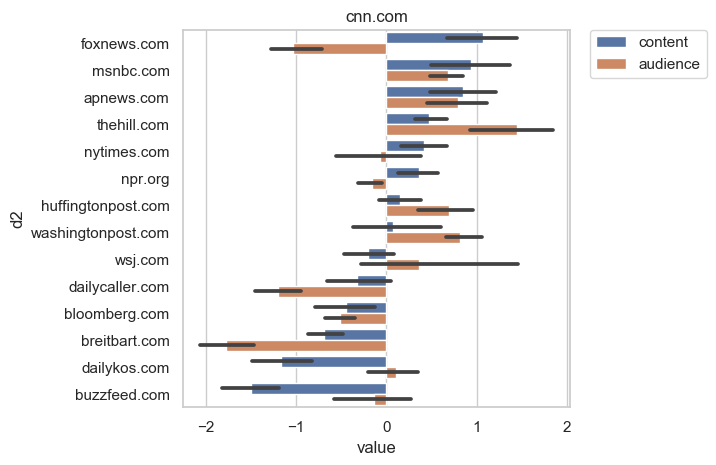 cnn.com
content
audience
d2
foxnews.com
msnbc.com
apnews.com
thehill.com
nytimes.com
npr.org
huffingtonpost.com
washingtonpost.com
wsj.com
dailycaller.com
bloomberg.com
breitbart.com
dailykos.com
buzzfeed.com
−2 −1 0 1 2
value